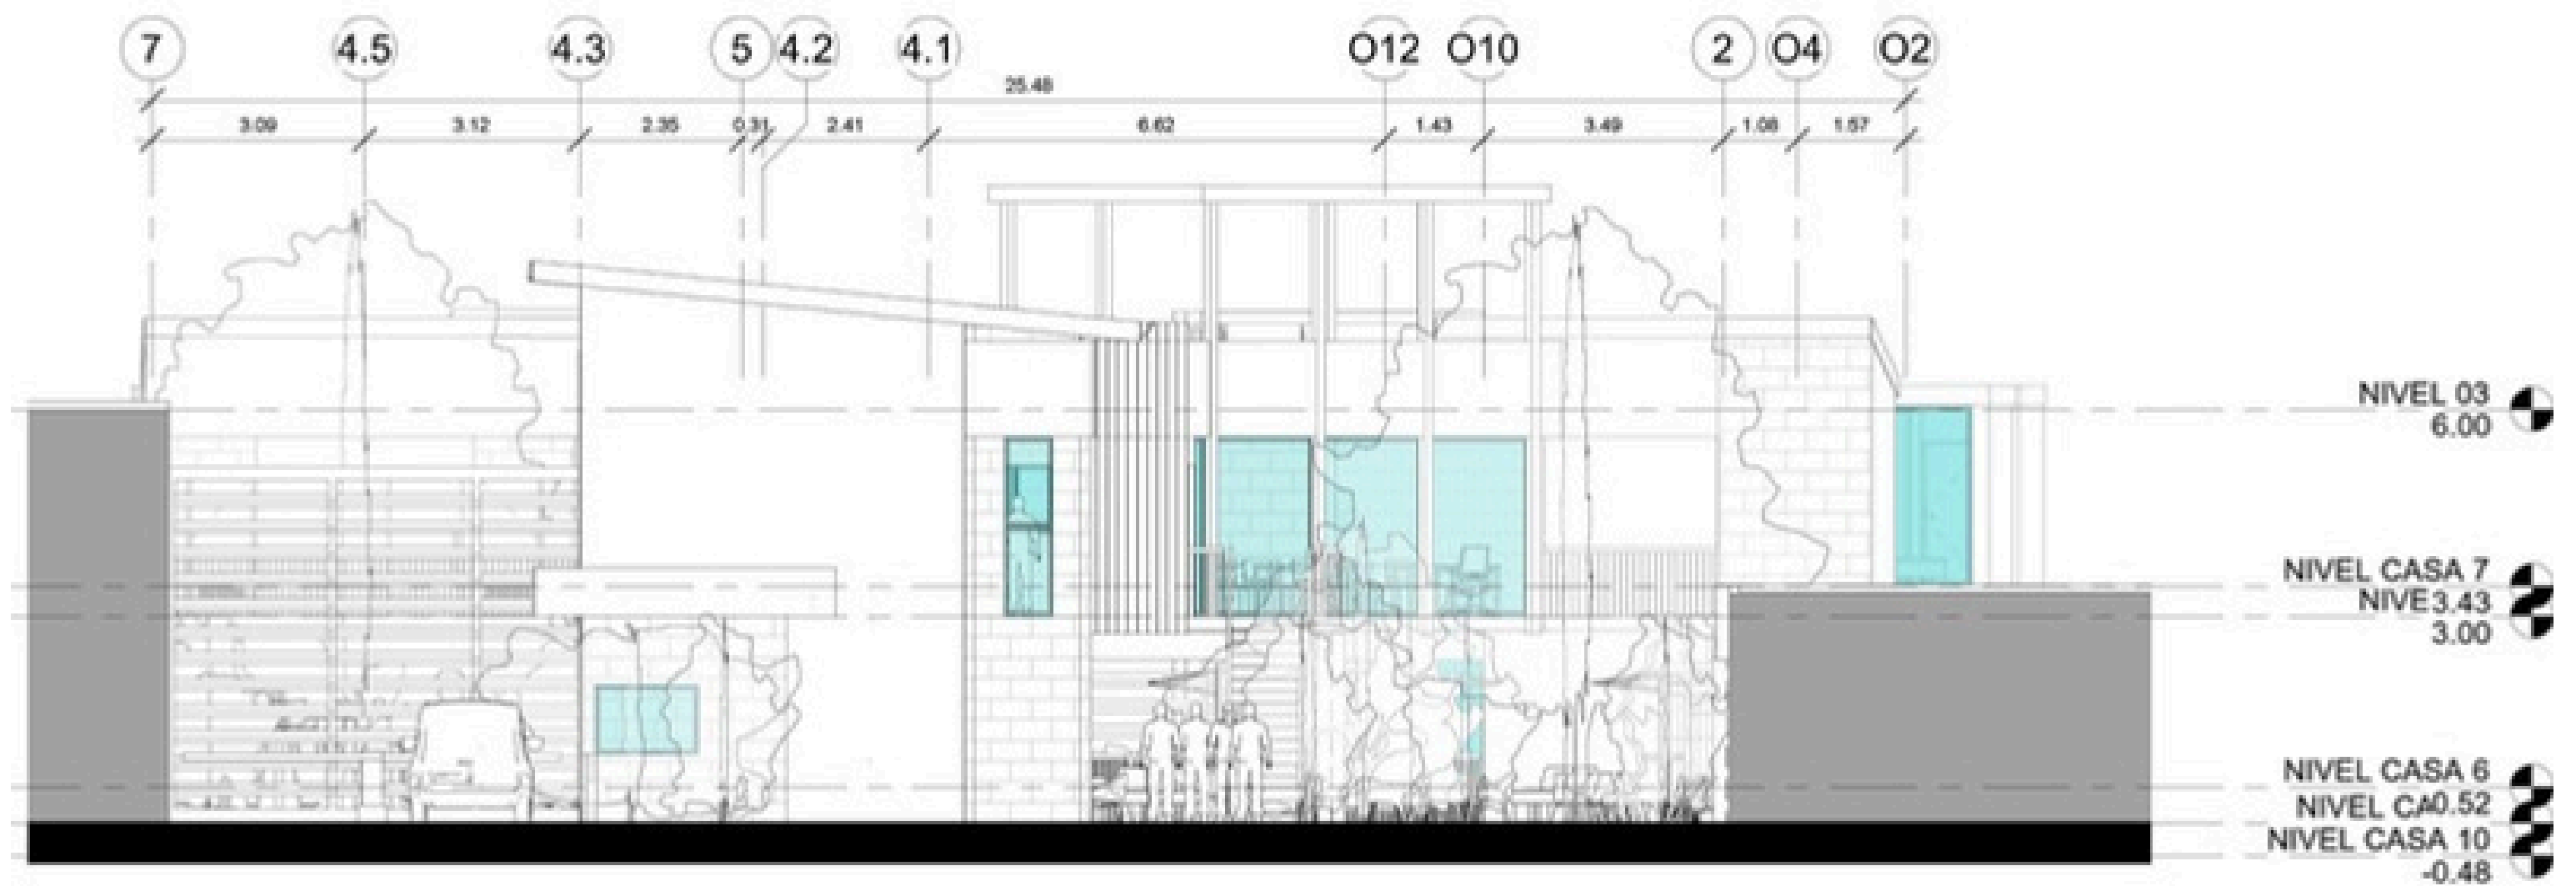 7 4.5 4.3 5 4.2 4.1 O12 O10 2 O4 O2
25.48
3.09 3.12 2.35 0.31 2.41 6.62 1.43 3.49 1.08 1.57
NIVEL 03
6.00
NIVEL CASA 7
3.43
3.00
NIVEL CASA 6
0.52
NIVEL CASA 10
-0.48